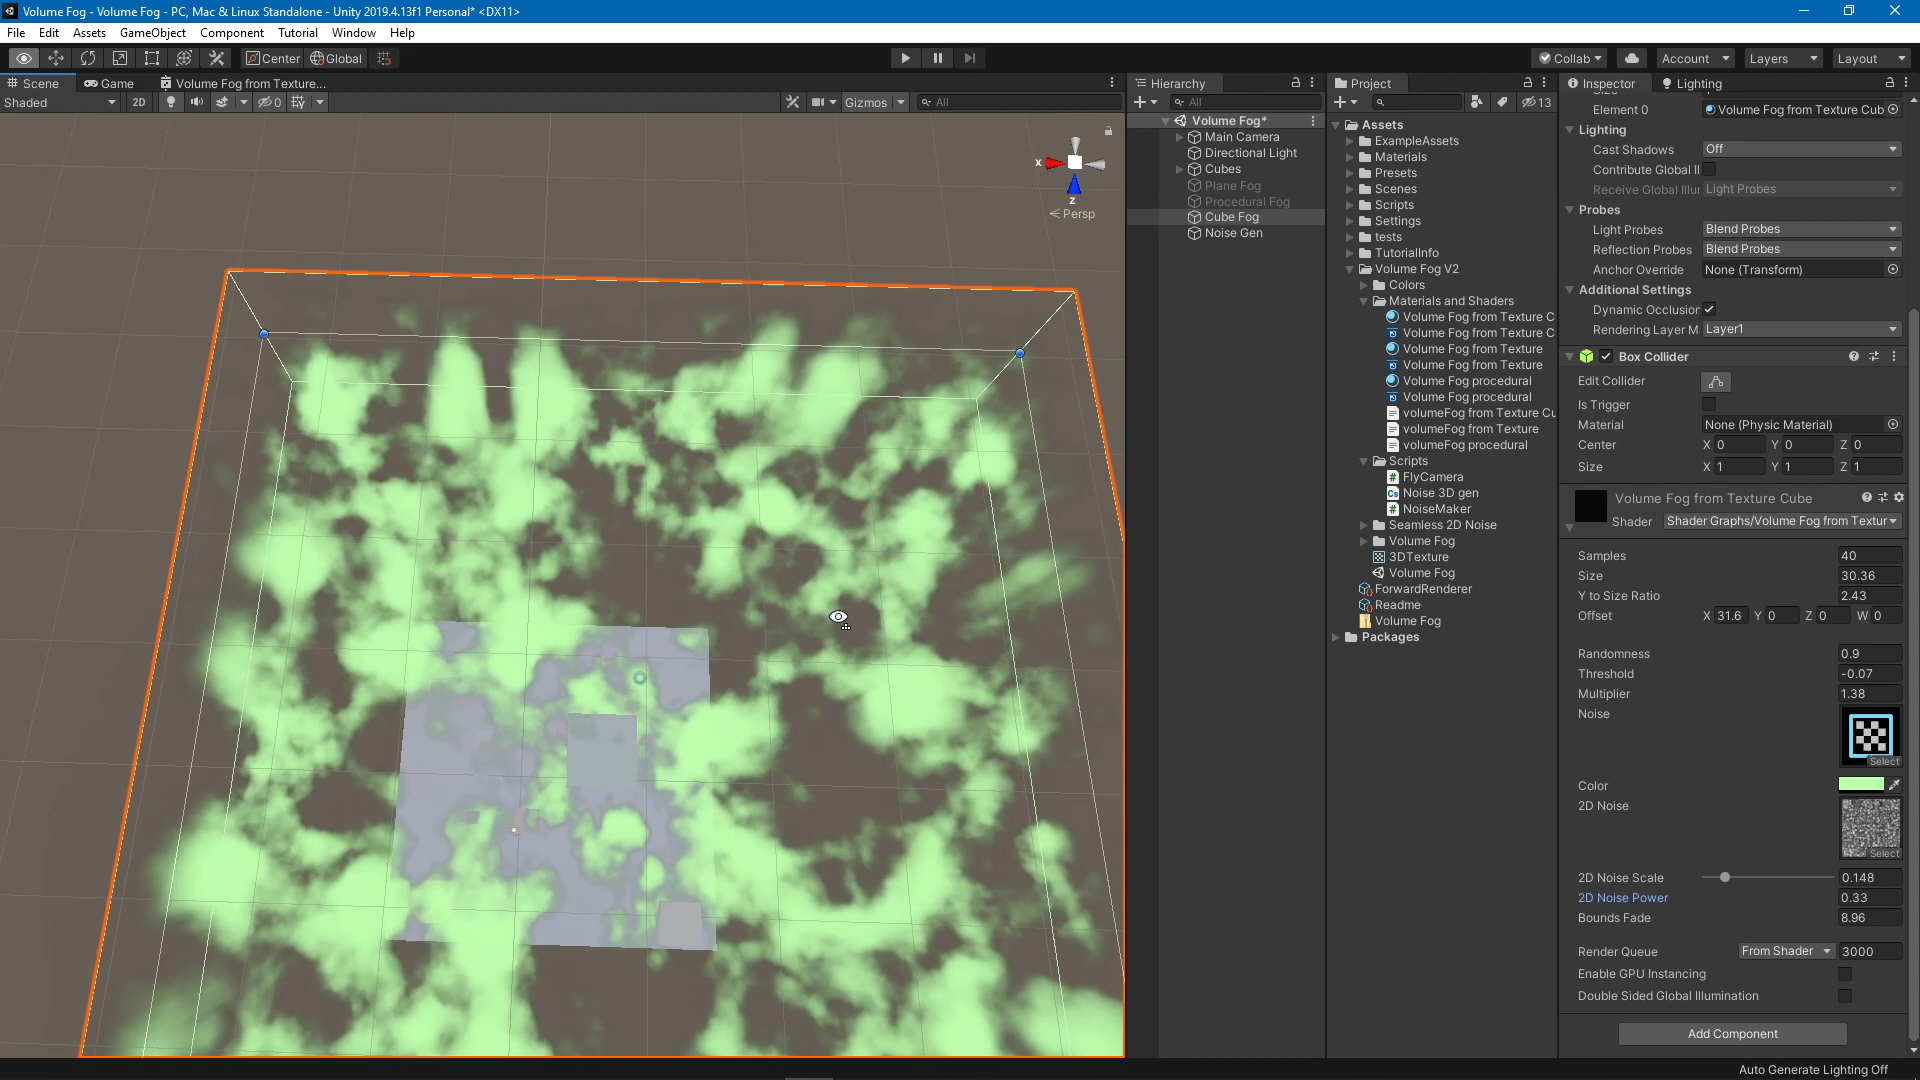 Volume Fog - Volume Fog - PC, Mac & Linux Standalone - Unity 2019.4.13f1 Personal* <DX11>
File Edit Assets GameObject Component Tutorial Window Help
Center Global Collab Account Layers Layout
Scene Game Volume Fog from Texture...
Shaded 2D 0 Gizmos All
x
z
Persp
Hierarchy
All
Volume Fog*
Main Camera
Directional Light
Cubes
Plane Fog
Procedural Fog
Cube Fog
Noise Gen
Project
13
Assets
ExampleAssets
Materials
Presets
Scenes
Scripts
Settings
tests
TutorialInfo
Volume Fog V2
Colors
Materials and Shaders
Volume Fog from Texture C
Volume Fog from Texture C
Volume Fog from Texture
Volume Fog from Texture
Volume Fog procedural
Volume Fog procedural
volumeFog from Texture Cu
volumeFog from Texture
volumeFog procedural
Scripts
FlyCamera
Noise 3D gen
NoiseMaker
Seamless 2D Noise
Volume Fog
3DTexture
Volume Fog
ForwardRenderer
Readme
Volume Fog
Packages
Inspector Lighting
Element 0 Volume Fog from Texture Cub
Lighting
Cast Shadows Off
Contribute Global Il
Receive Global Illur Light Probes
Probes
Light Probes Blend Probes
Reflection Probes Blend Probes
Anchor Override None (Transform)
Additional Settings
Dynamic Occlusior
Rendering Layer M Layer1
Box Collider
Edit Collider
Is Trigger
Material None (Physic Material)
Center X 0 Y 0 Z 0
Size X 1 Y 1 Z 1
Volume Fog from Texture Cube
Shader Shader Graphs/Volume Fog from Textur
Samples 40
Size 30.36
Y to Size Ratio 2.43
Offset X 31.6 Y 0 Z 0 W 0
Randomness 0.9
Threshold -0.07
Multiplier 1.38
Noise
Select
Color
2D Noise
Select
2D Noise Scale 0.148
2D Noise Power 0.33
Bounds Fade 8.96
Render Queue From Shader 3000
Enable GPU Instancing
Double Sided Global Illumination
Add Component
Auto Generate Lighting Off